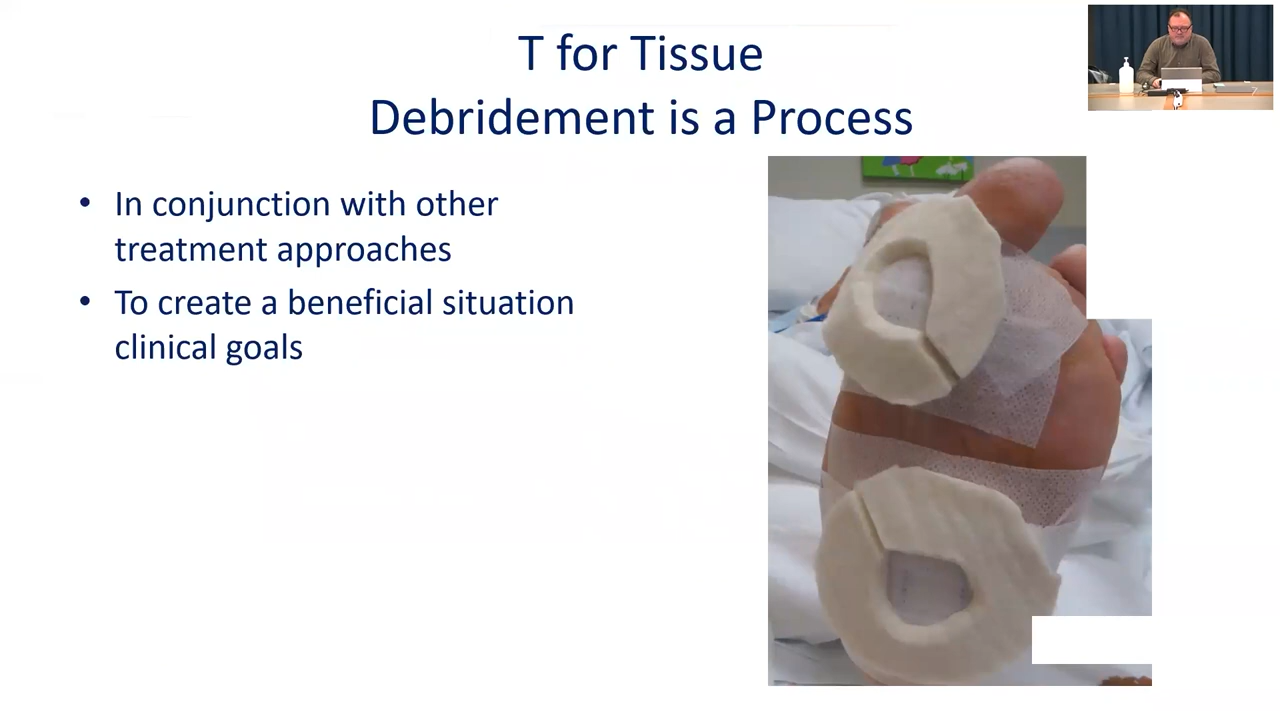 T for Tissue
Debridement is a Process
• In conjunction with other
treatment approaches
• To create a beneficial situation
clinical goals